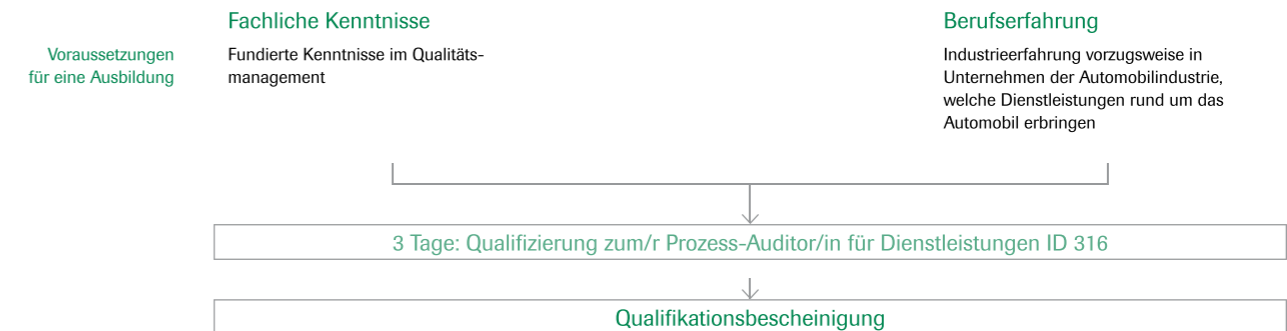 Voraussetzungen
für eine Ausbildung
Fachliche Kenntnisse
Fundierte Kenntnisse im Qualitäts-
management
Berufserfahrung
Industrieerfahrung vorzugsweise in
Unternehmen der Automobilindustrie,
welche Dienstleistungen rund um das
Automobil erbringen
3 Tage: Qualifizierung zum/r Prozess-Auditor/in für Dienstleistungen ID 316
Qualifikationsbescheinigung